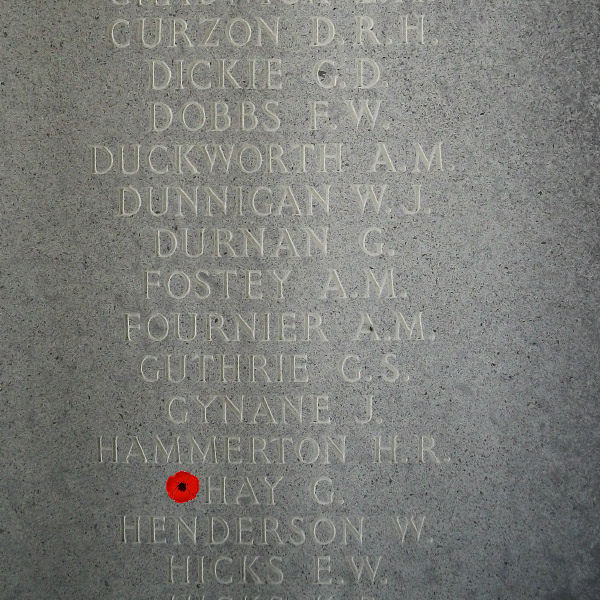 CURZON D.R.H.
DICKIE G.D.
DOBBS F.W.
DUCKWORTH A.M.
DUNNIGAN W.J.
DURNAN G.
FOSTEY A.M.
FOURNIER A.M.
GUTHRIE G.S.
GYNANE J.
HAMMERTON H.R.
HAY G.
HENDERSON W.
HICKS E.W.